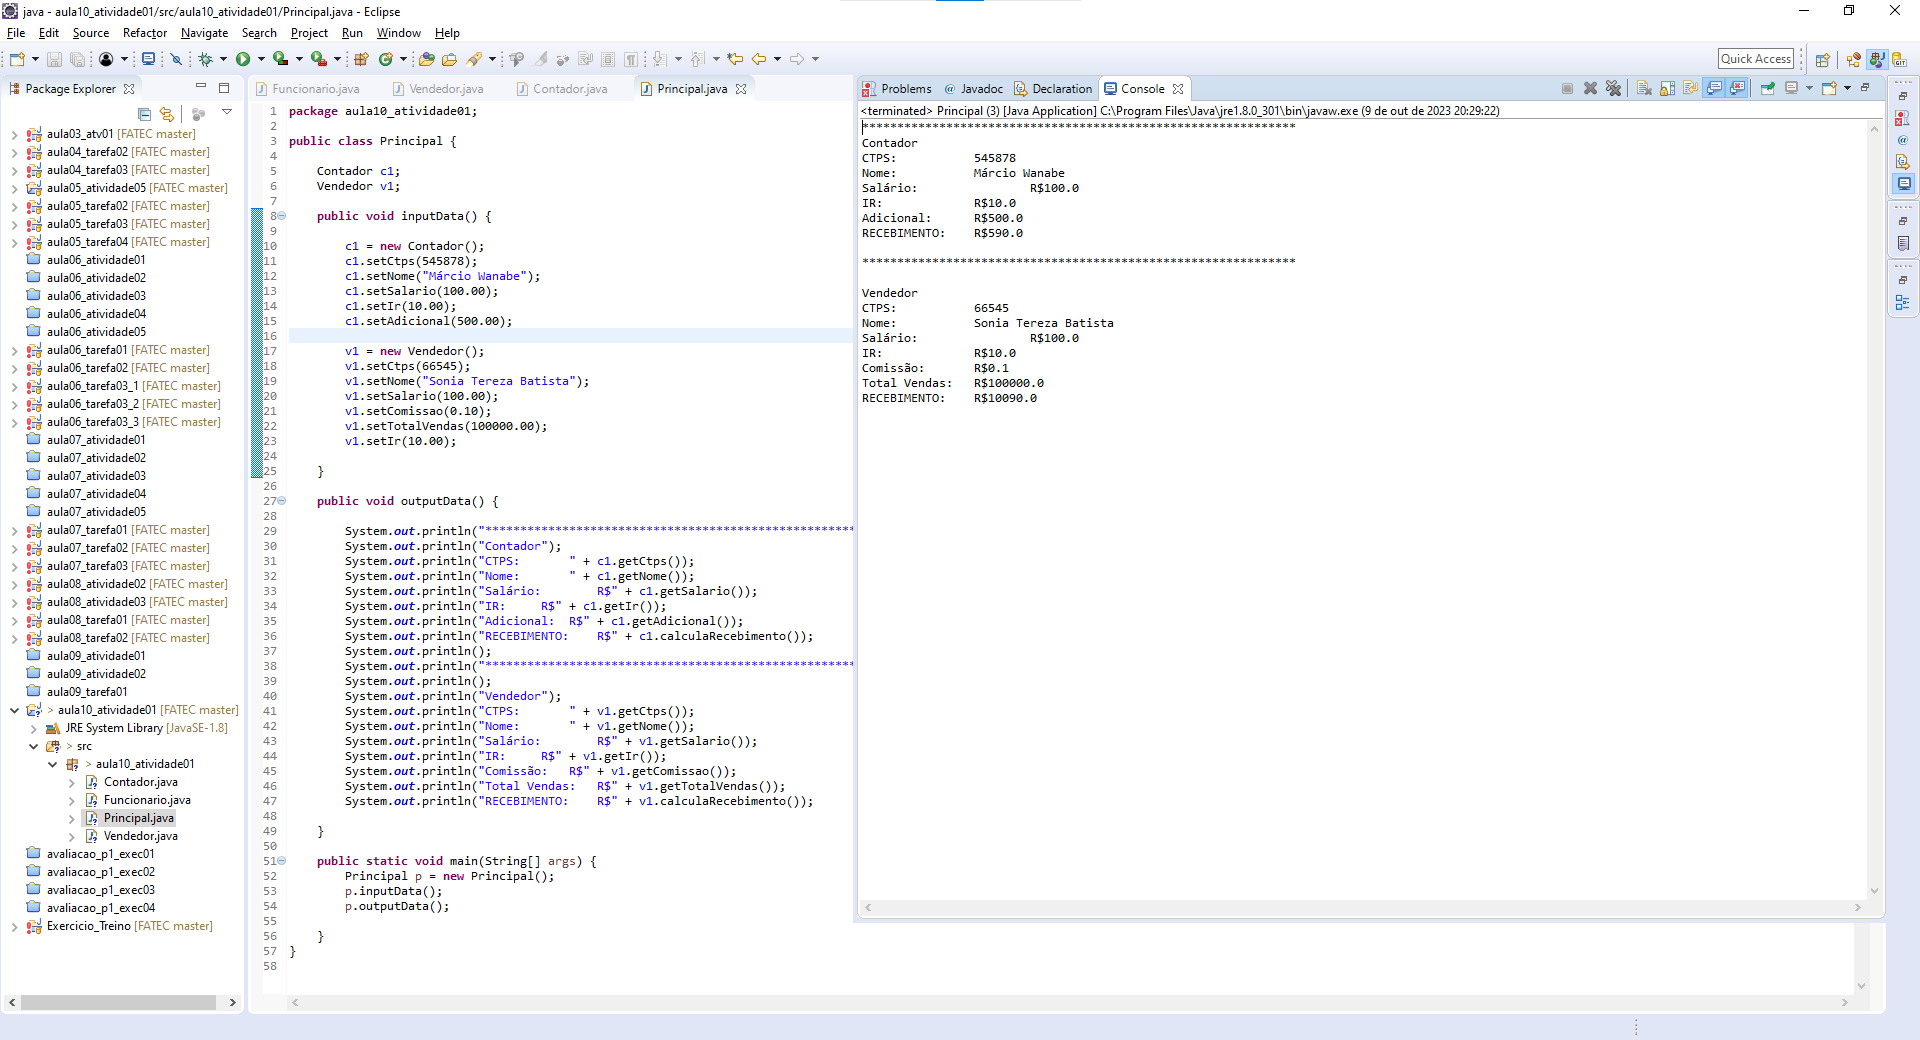 java - aula10_atividade01/src/aula10_atividade01/Principal.java - Eclipse
File Edit Source Refactor Navigate Search Project Run Window Help
Quick Access
Package Explorer
aula03_atv01 [FATEC master]
aula04_tarefa02 [FATEC master]
aula04_tarefa03 [FATEC master]
aula05_atividade05 [FATEC master]
aula05_tarefa02 [FATEC master]
aula05_tarefa03 [FATEC master]
aula05_tarefa04 [FATEC master]
aula06_atividade01
aula06_atividade02
aula06_atividade03
aula06_atividade04
aula06_atividade05
aula06_tarefa01 [FATEC master]
aula06_tarefa02 [FATEC master]
aula06_tarefa03_1 [FATEC master]
aula06_tarefa03_2 [FATEC master]
aula06_tarefa03_3 [FATEC master]
aula07_atividade01
aula07_atividade02
aula07_atividade03
aula07_atividade04
aula07_atividade05
aula07_tarefa01 [FATEC master]
aula07_tarefa02 [FATEC master]
aula07_tarefa03 [FATEC master]
aula08_atividade02 [FATEC master]
aula08_atividade03 [FATEC master]
aula08_tarefa01 [FATEC master]
aula08_tarefa02 [FATEC master]
aula09_atividade01
aula09_atividade02
aula09_tarefa01
> aula10_atividade01 [FATEC master]
JRE System Library [JavaSE-1.8]
> src
> aula10_atividade01
Contador.java
Funcionario.java
Principal.java
Vendedor.java
avaliacao_p1_exec01
avaliacao_p1_exec02
avaliacao_p1_exec03
avaliacao_p1_exec04
Exercicio_Treino [FATEC master]
Funcionario.java Vendedor.java Contador.java Principal.java
1 package aula10_atividade01;
2
3 public class Principal {
4
5     Contador c1;
6     Vendedor v1;
7
8     public void inputData() {
9
10         c1 = new Contador();
11         c1.setCtps(545878);
12         c1.setNome("Márcio Wanabe");
13         c1.setSalario(100.00);
14         c1.setIr(10.00);
15         c1.setAdicional(500.00);
16
17         v1 = new Vendedor();
18         v1.setCtps(66545);
19         v1.setNome("Sonia Tereza Batista");
20         v1.setSalario(100.00);
21         v1.setComissao(0.10);
22         v1.setTotalVendas(100000.00);
23         v1.setIr(10.00);
24
25     }
26
27     public void outputData() {
28
29         System.out.println("*****************************************************
30         System.out.println("Contador");
31         System.out.println("CTPS:       " + c1.getCtps());
32         System.out.println("Nome:       " + c1.getNome());
33         System.out.println("Salário:        R$" + c1.getSalario());
34         System.out.println("IR:     R$" + c1.getIr());
35         System.out.println("Adicional:  R$" + c1.getAdicional());
36         System.out.println("RECEBIMENTO:    R$" + c1.calculaRecebimento());
37         System.out.println();
38         System.out.println("*****************************************************
39         System.out.println();
40         System.out.println("Vendedor");
41         System.out.println("CTPS:       " + v1.getCtps());
42         System.out.println("Nome:       " + v1.getNome());
43         System.out.println("Salário:        R$" + v1.getSalario());
44         System.out.println("IR:     R$" + v1.getIr());
45         System.out.println("Comissão:   R$" + v1.getComissao());
46         System.out.println("Total Vendas:   R$" + v1.getTotalVendas());
47         System.out.println("RECEBIMENTO:    R$" + v1.calculaRecebimento());
48
49     }
50
51     public static void main(String[] args) {
52         Principal p = new Principal();
53         p.inputData();
54         p.outputData();
55
56     }
57 }
58
Problems @ Javadoc Declaration Console
<terminated> Principal (3) [Java Application] C:\Program Files\Java\jre1.8.0_301\bin\javaw.exe (9 de out de 2023 20:29:22)
**************************************************************
Contador
CTPS:           545878
Nome:           Márcio Wanabe
Salário:                R$100.0
IR:             R$10.0
Adicional:      R$500.0
RECEBIMENTO:    R$590.0
**************************************************************
Vendedor
CTPS:           66545
Nome:           Sonia Tereza Batista
Salário:                R$100.0
IR:             R$10.0
Comissão:       R$0.1
Total Vendas:   R$100000.0
RECEBIMENTO:    R$10090.0